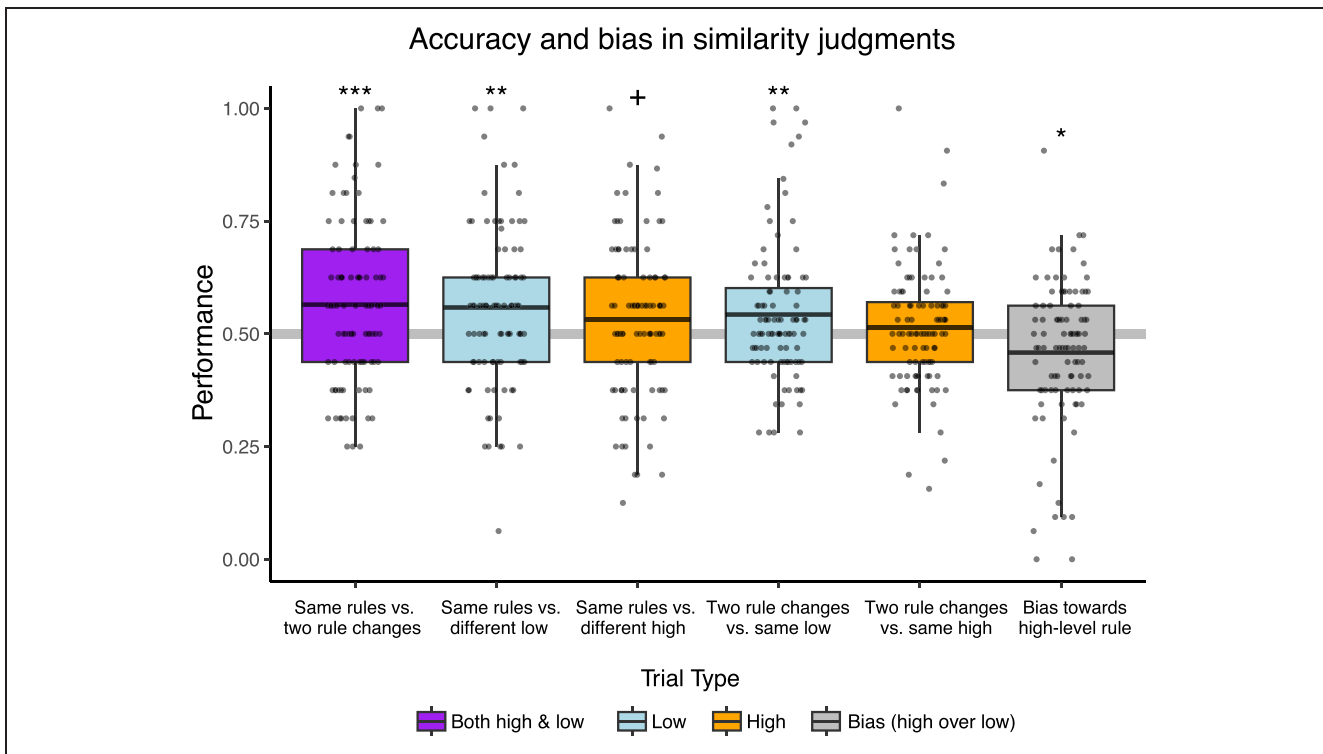 Accuracy and bias in similarity judgments
*** ** + ** *
1.00
0.75
0.50
0.25
0.00
Performance
Same rules vs. two rule changes
Same rules vs. different low
Same rules vs. different high
Two rule changes vs. same low
Two rule changes vs. same high
Bias towards high-level rule
Trial Type
Both high & low Low High Bias (high over low)